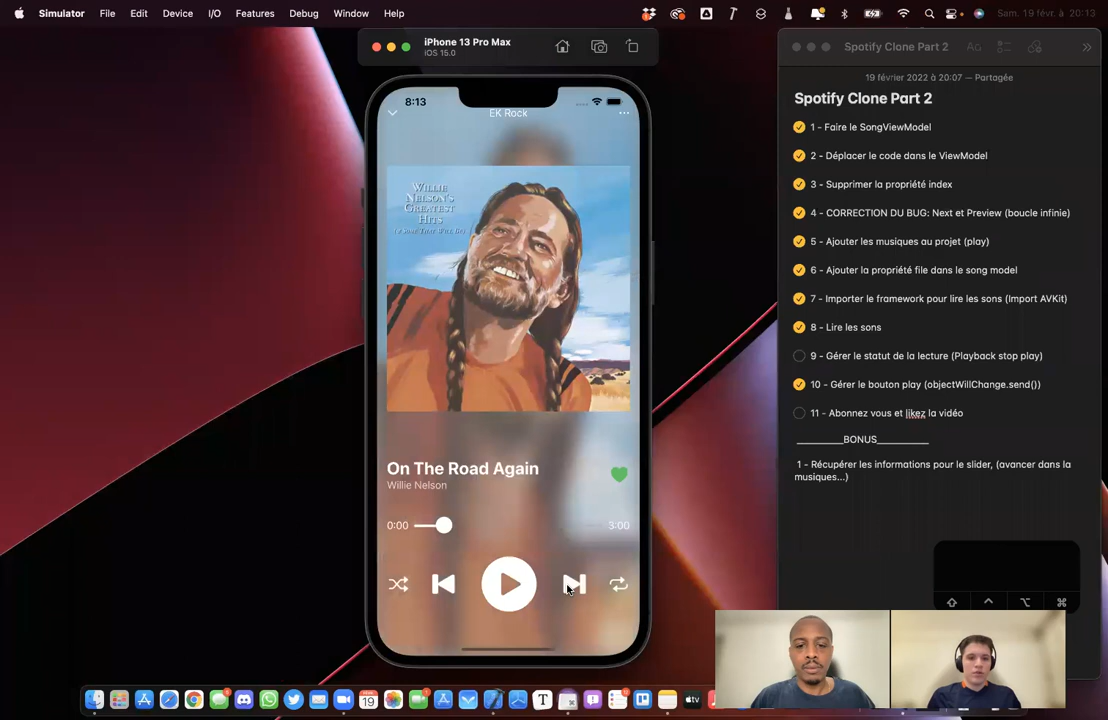 Simulator File Edit Device I/O Features Debug Window Help Sam. 19 févr. à 20:13
iPhone 13 Pro Max
iOS 15.0
8:13
EK Rock
WILLIE
NELSON'S
GREATEST
HITS
(& SOME THAT WILL BE)
On The Road Again
Willie Nelson
0:00 3:00
Spotify Clone Part 2
19 février 2022 à 20:07 — Partagée
Spotify Clone Part 2
1 - Faire le SongViewModel
2 - Déplacer le code dans le ViewModel
3 - Supprimer la propriété index
4 - CORRECTION DU BUG: Next et Preview (boucle infinie)
5 - Ajouter les musiques au projet (play)
6 - Ajouter la propriété file dans le song model
7 - Importer le framework pour lire les sons (Import AVKit)
8 - Lire les sons
9 - Gérer le statut de la lecture (Playback stop play)
10 - Gérer le bouton play (objectWillChange.send())
11 - Abonnez vous et likez la vidéo
_________BONUS__________
1 - Récupérer les informations pour le slider, (avancer dans la
musiques...)